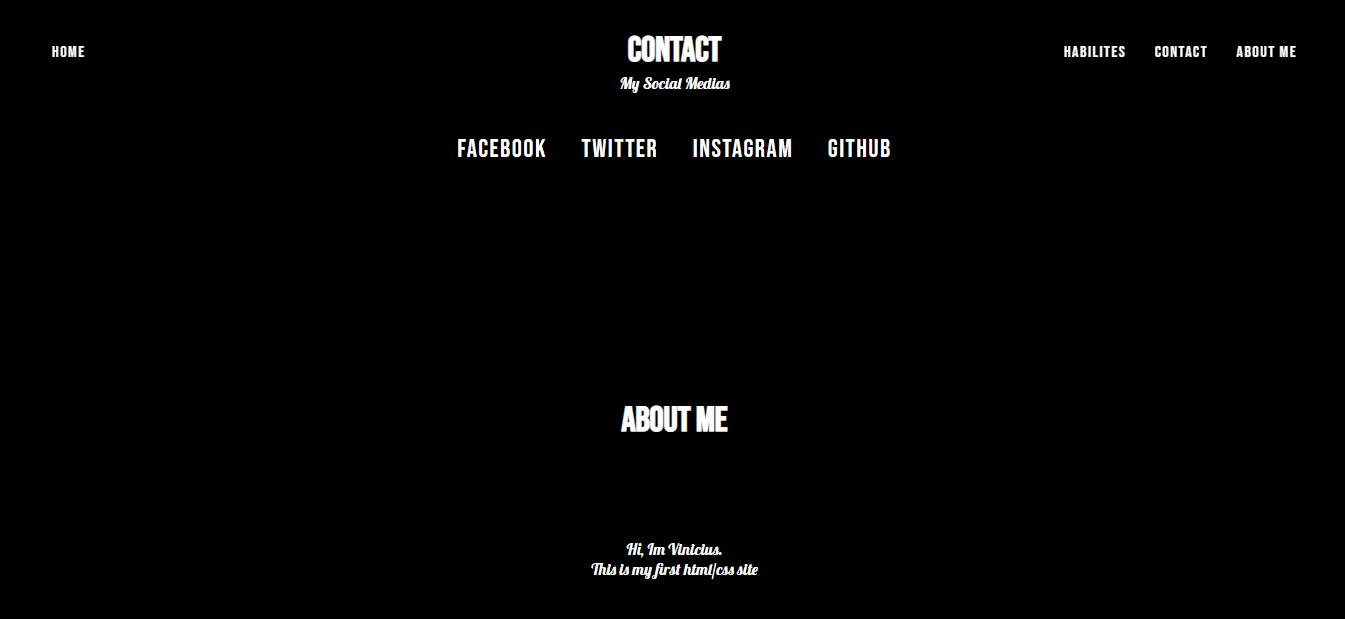 HOME
CONTACT
HABILITES CONTACT ABOUT ME
My Social Medias
FACEBOOK TWITTER INSTAGRAM GITHUB
ABOUT ME
Hi, Im Vinicius.
This is my first html/css site